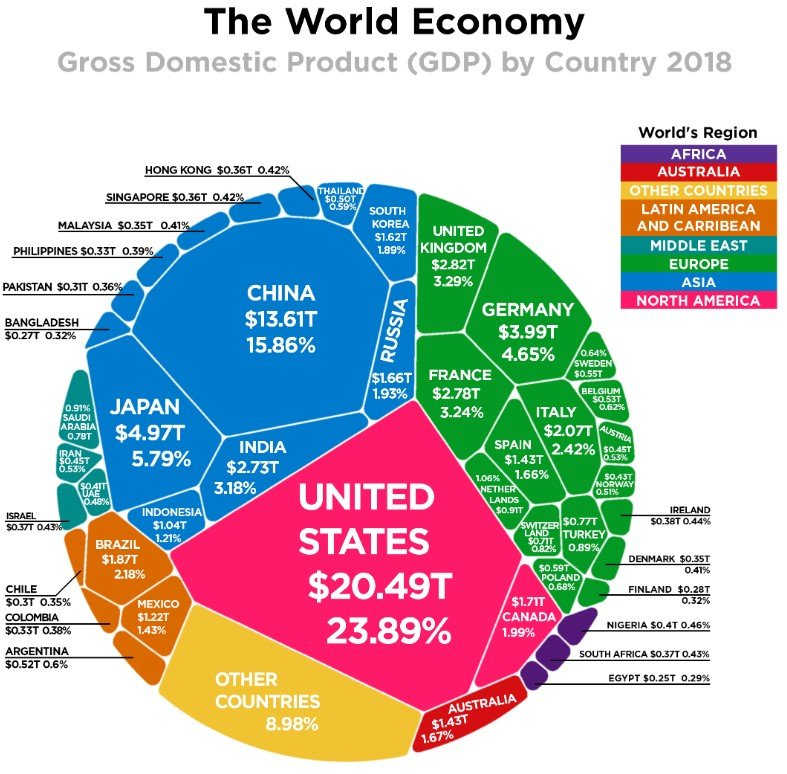 The World Economy
Gross Domestic Product (GDP) by Country 2018
World's Region
AFRICA
AUSTRALIA
OTHER COUNTRIES
LATIN AMERICA
AND CARRIBEAN
MIDDLE EAST
EUROPE
ASIA
NORTH AMERICA
HONG KONG $0.36T 0.42%
SINGAPORE $0.36T 0.42%
MALAYSIA $0.35T 0.41%
PHILIPPINES $0.33T 0.39%
PAKISTAN $0.31T 0.36%
BANGLADESH
$0.27T 0.32%
THAILAND
$0.50T
0.59%
SOUTH
KOREA
$1.62T
1.89%
CHINA
$13.61T
15.86%
RUSSIA
$1.66T
1.93%
JAPAN
$4.97T
5.79%
INDIA
$2.73T
3.18%
INDONESIA
$1.04T
1.21%
UNITED
KINGDOM
$2.82T
3.29%
GERMANY
$3.99T
4.65%
FRANCE
$2.78T
3.24%
0.64%
SWEDEN
$0.55T
BELGIUM
$0.53T
0.62%
ITALY
$2.07T
2.42%
AUSTRIA
$0.45T
0.53%
SPAIN
$1.43T
1.66%
$0.43T
NORWAY
0.51%
1.06%
NETHER
LANDS
$0.91T
SWITZER
LAND
$0.71T
0.82%
$0.77T
TURKEY
0.89%
$0.59T
POLAND
0.68%
IRELAND
$0.38T 0.44%
DENMARK $0.35T
0.41%
FINLAND $0.28T
0.32%
0.91%
SAUDI
ARABIA
0.78T
IRAN
$0.45T
0.53%
$0.41T
UAE
0.48%
ISRAEL
$0.37T 0.43%
BRAZIL
$1.87T
2.18%
MEXICO
$1.22T
1.43%
CHILE
$0.3T 0.35%
COLOMBIA
$0.33T 0.38%
ARGENTINA
$0.52T 0.6%
UNITED
STATES
$20.49T
23.89%
$1.71T
CANADA
1.99%
NIGERIA $0.4T 0.46%
SOUTH AFRICA $0.37T 0.43%
EGYPT $0.25T 0.29%
OTHER
COUNTRIES
8.98%
AUSTRALIA
$1.43T
1.67%